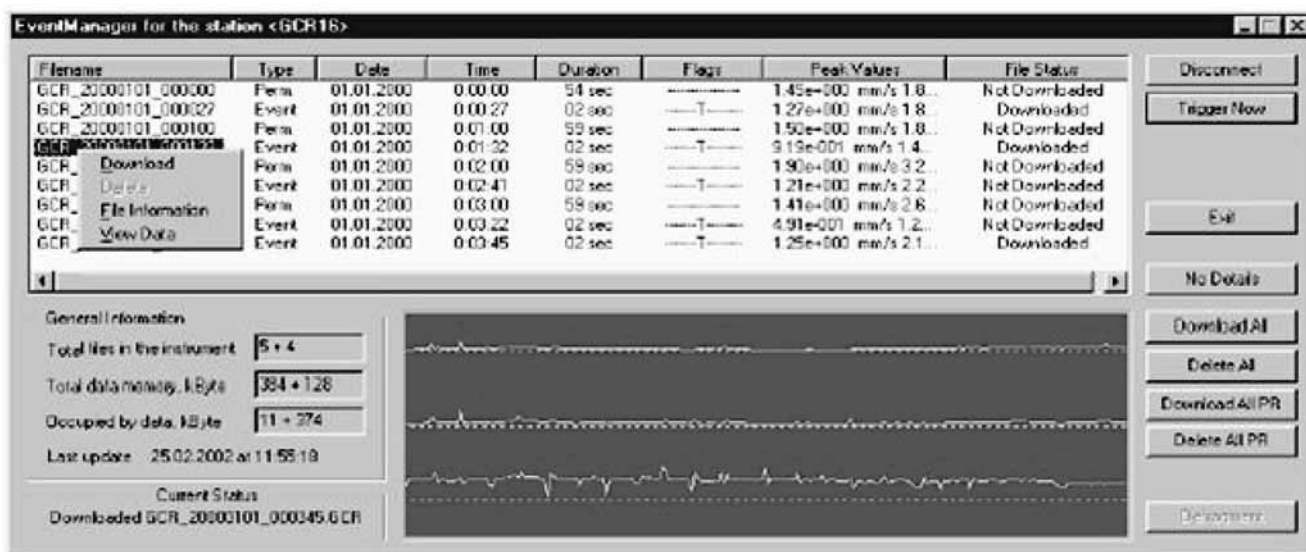 EventManager for the station <GCR16>
Filename Type Date Time Duration Flags Peak Values File Status
GCR_20000101_000000 Perm 01.01.2000 0:00:00 54 sec ------------ 1.45e+000 mm/s 1.8... Not Downloaded
GCR_20000101_000027 Event 01.01.2000 0:00:27 02 sec ------T----- 1.27e+000 mm/s 1.8... Downloaded
GCR_20000101_000100 Perm 01.01.2000 0:01:00 59 sec ------------ 1.50e+000 mm/s 1.8... Not Downloaded
Event 01.01.2000 0:01:32 02 sec ------T----- 9.19e-001 mm/s 1.4... Downloaded
GCR_ Perm 01.01.2000 0:02:00 59 sec ------------ 1.90e+000 mm/s 3.2... Not Downloaded
GCR_ Event 01.01.2000 0:02:41 02 sec ------T----- 1.21e+000 mm/s 2.2... Not Downloaded
GCR_ Perm 01.01.2000 0:03:00 59 sec ------------ 1.41e+000 mm/s 2.6... Not Downloaded
GCR_ Event 01.01.2000 0:03:22 02 sec ------T----- 4.91e-001 mm/s 1.2... Not Downloaded
GCR_ Event 01.01.2000 0:03:45 02 sec ------T----- 1.25e+000 mm/s 2.1... Downloaded
Download
Delete
File Information
View Data
Disconnect
Trigger Now
Exit
No Details
Download All
Delete All
Download All PR
Delete All PR
Defragment
General Information
Total files in the instrument 5 + 4
Total data memory, kByte 384 + 128
Occupied by data, kByte 11 + 374
Last update 25.02.2002 at 11:55:18
Current Status
Downloaded GCR_20000101_000345.GCR